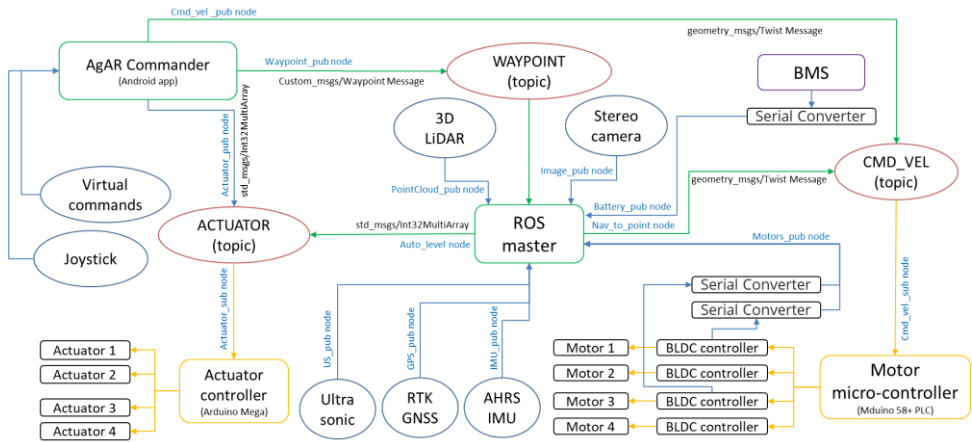 Cmd_vel _pub node
geometry_msgs/Twist Message
AgAR Commander
(Android app)
Waypoint_pub node
Custom_msgs/Waypoint Message
WAYPOINT
(topic)
BMS
Serial Converter
3D
LiDAR
Stereo
camera
Actuator_pub node
std_msgs/Int32MultiArray
Virtual
commands
Joystick
PointCloud_pub node
Image_pub node
CMD_VEL
(topic)
geometry_msgs/Twist Message
ACTUATOR
(topic)
std_msgs/Int32MultiArray
Auto_level node
ROS
master
Battery_pub node
Nav_to_point node
Motors_pub node
Serial Converter
Serial Converter
Cmd_vel _sub node
Actuator_sub node
US_pub node
GPS_pub node
IMU_pub node
Actuator 1
Actuator 2
Actuator 3
Actuator 4
Actuator
controller
(Arduino Mega)
Ultra
sonic
RTK
GNSS
AHRS
IMU
Motor 1
BLDC controller
Motor 2
BLDC controller
Motor 3
BLDC controller
Motor 4
BLDC controller
Motor
micro-controller
(Mduino 58+ PLC)